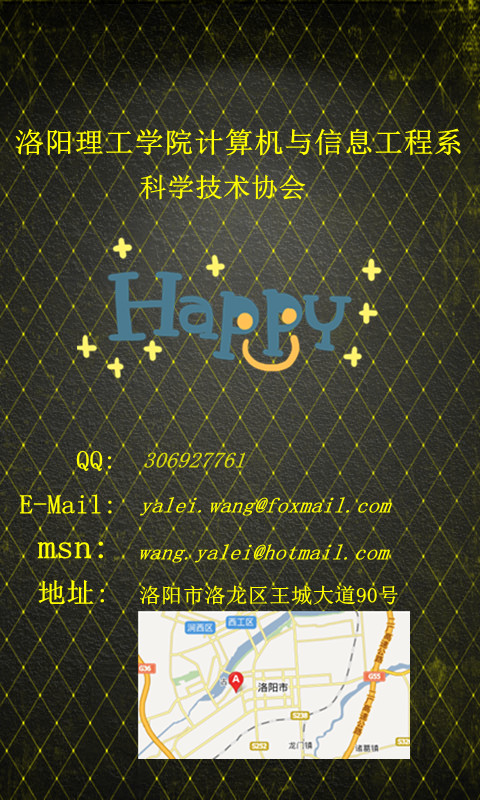 洛阳理工学院计算机与信息工程系
科学技术协会
Happy
QQ: 306927761
E-Mail: yalei.wang@foxmail.com
msn: wang.yalei@hotmail.com
地址: 洛阳市洛龙区王城大道90号
涧西区 西工区
G36
A
洛阳市
G55
S238
S252
龙门镇
诸葛镇
S320